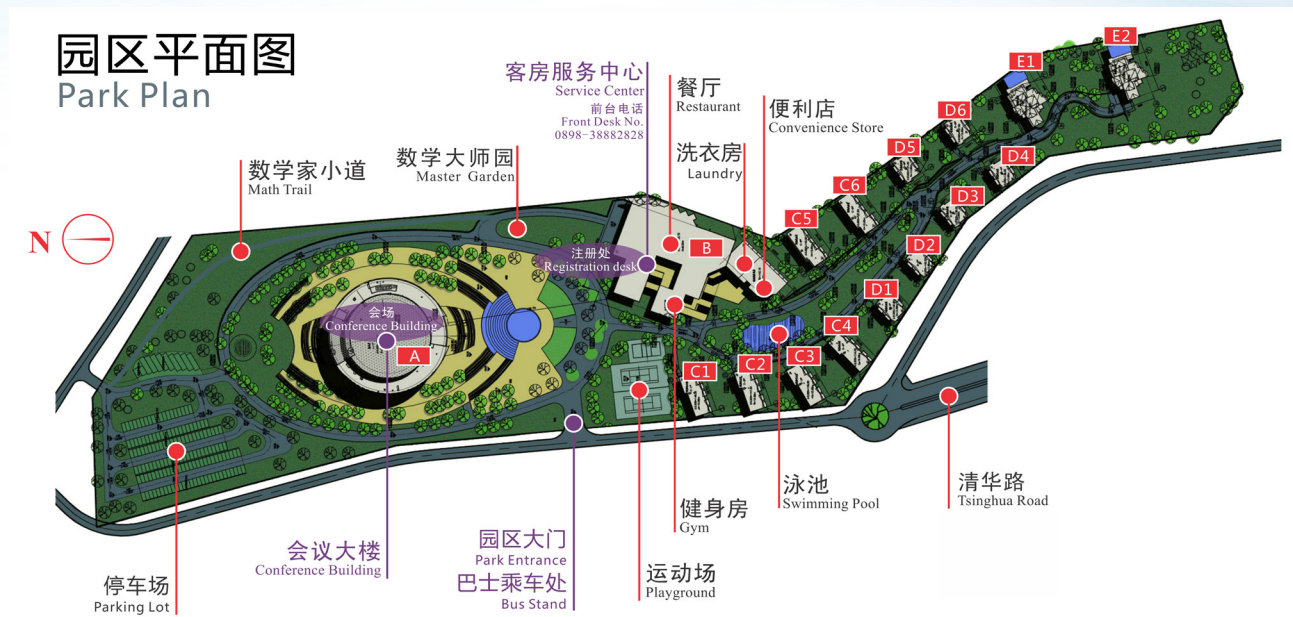 园区平面图
Park Plan
客房服务中心
Service Center
前台电话
Front Desk No.
0898-38882828
餐厅
Restaurant
便利店
Convenience Store
洗衣房
Laundry
数学大师园
Master Garden
数学家小道
Math Trail
N
E2
E1
D6
D5
D4
C6
D3
C5
D2
B
D1
注册处
Registration desk
会场
Conference Building
A
C4
C3
C2
C1
清华路
Tsinghua Road
泳池
Swimming Pool
健身房
Gym
运动场
Playground
园区大门
Park Entrance
巴士乘车处
Bus Stand
会议大楼
Conference Building
停车场
Parking Lot